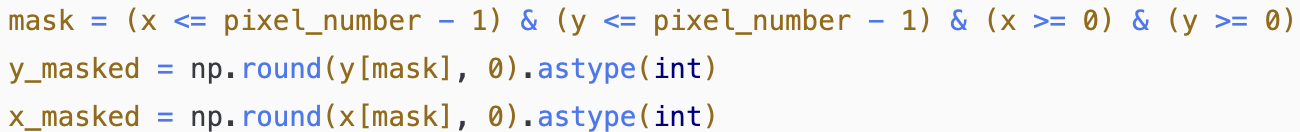 mask = (x <= pixel_number - 1) & (y <= pixel_number - 1) & (x >= 0) & (y >= 0)
y_masked = np.round(y[mask], 0).astype(int)
x_masked = np.round(x[mask], 0).astype(int)